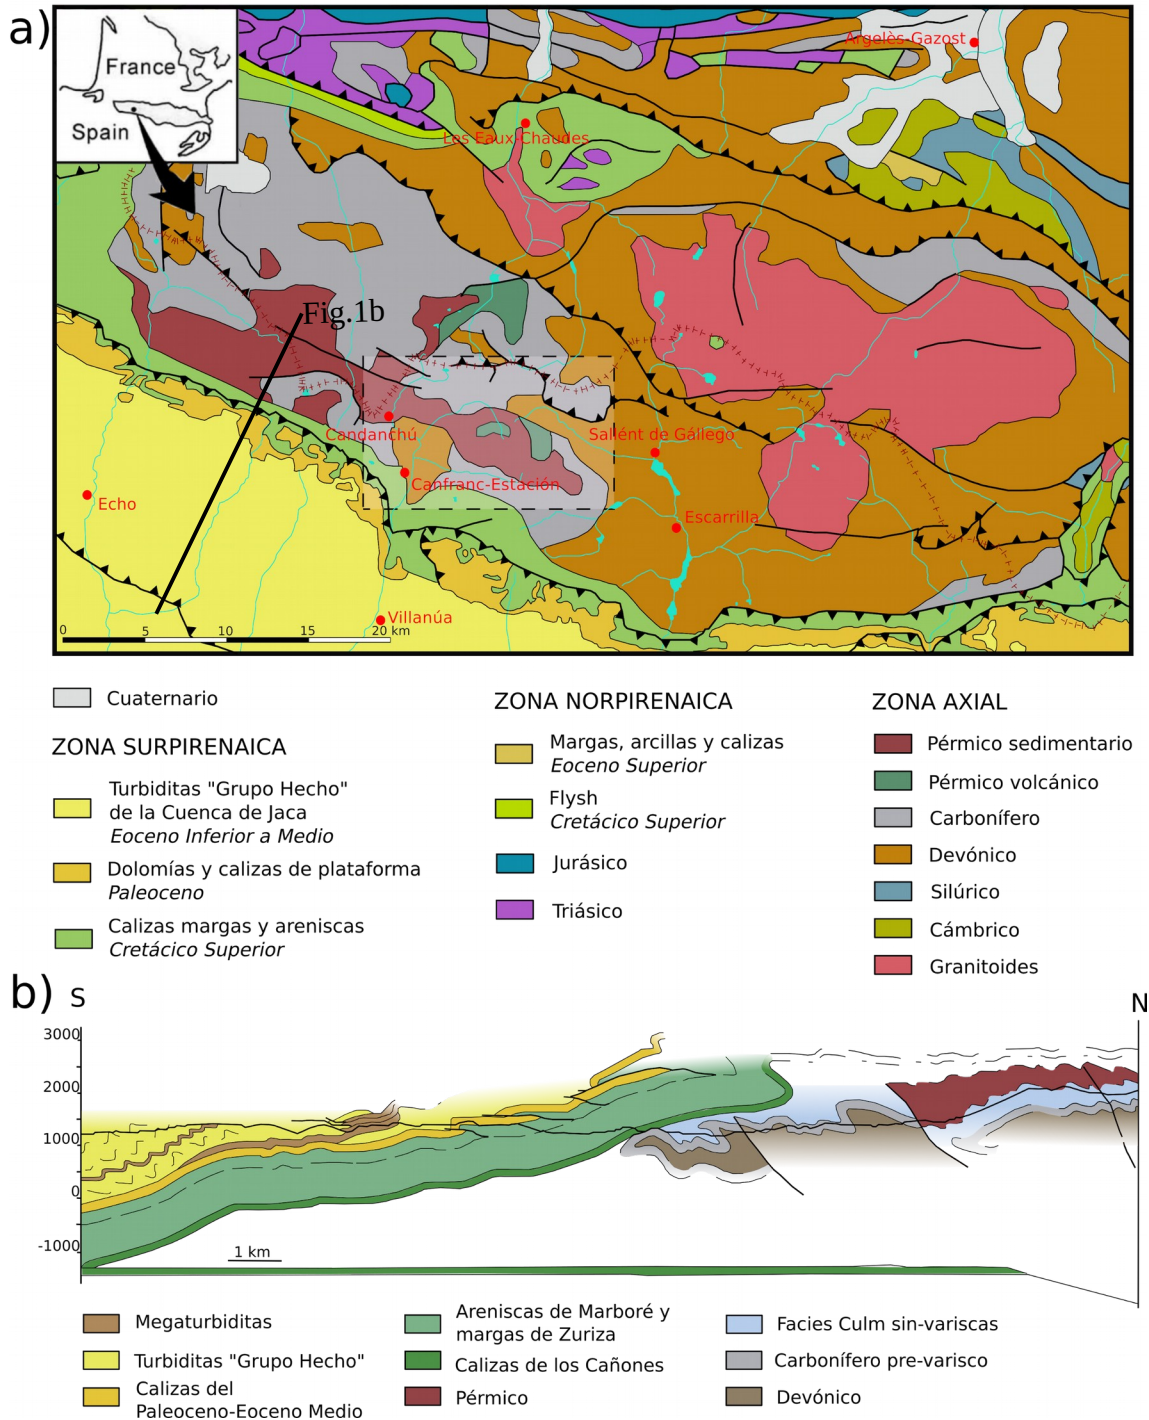 a)
France
Spain
Argelès-Gazost
Les Eaux-Chaudes
Fig.1b
Candanchú
Sallént de Gállego
Canfranc-Estación
Echo
Escarrilla
Villanúa
0 5 10 15 20 km
Cuaternario
ZONA SURPIRENAICA
Turbiditas "Grupo Hecho"
de la Cuenca de Jaca
Eoceno Inferior a Medio
Dolomías y calizas de plataforma
Paleoceno
Calizas margas y areniscas
Cretácico Superior
ZONA NORPIRENAICA
Margas, arcillas y calizas
Eoceno Superior
Flysh
Cretácico Superior
Jurásico
Triásico
ZONA AXIAL
Pérmico sedimentario
Pérmico volcánico
Carbonífero
Devónico
Silúrico
Cámbrico
Granitoides
b) S
N
3000
2000
1000
0
-1000
1 km
Megaturbiditas
Turbiditas "Grupo Hecho"
Calizas del
Paleoceno-Eoceno Medio
Areniscas de Marboré y
margas de Zuriza
Calizas de los Cañones
Pérmico
Facies Culm sin-variscas
Carbonífero pre-varisco
Devónico